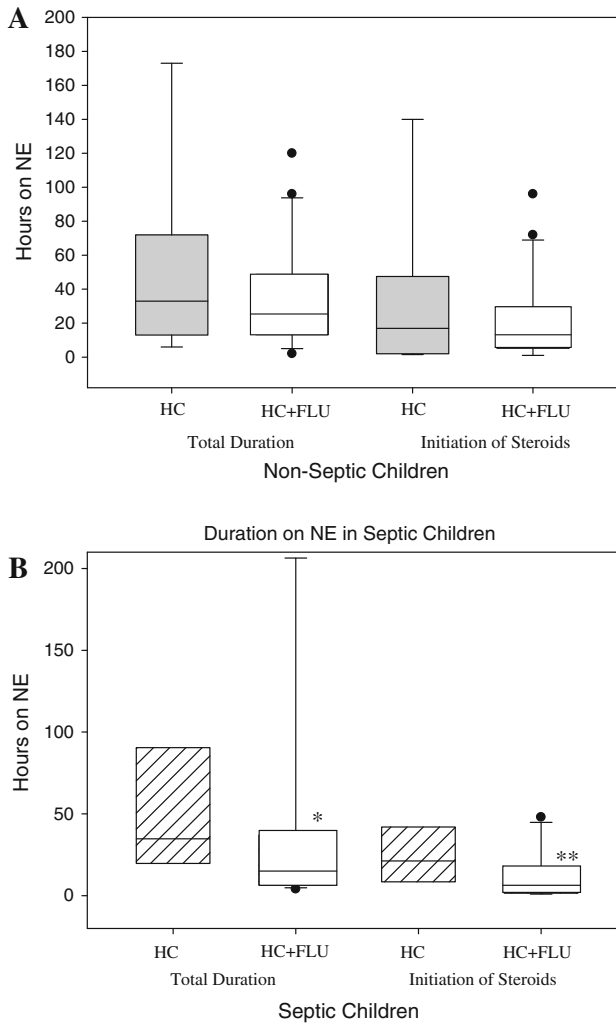 A
200
180
160
140
120
100
80
60
40
20
0
Hours on NE
HC HC+FLU HC HC+FLU
Total Duration Initiation of Steroids
Non-Septic Children
Duration on NE in Septic Children
B
200
150
100
50
0
Hours on NE
*
**
HC HC+FLU HC HC+FLU
Total Duration Initiation of Steroids
Septic Children